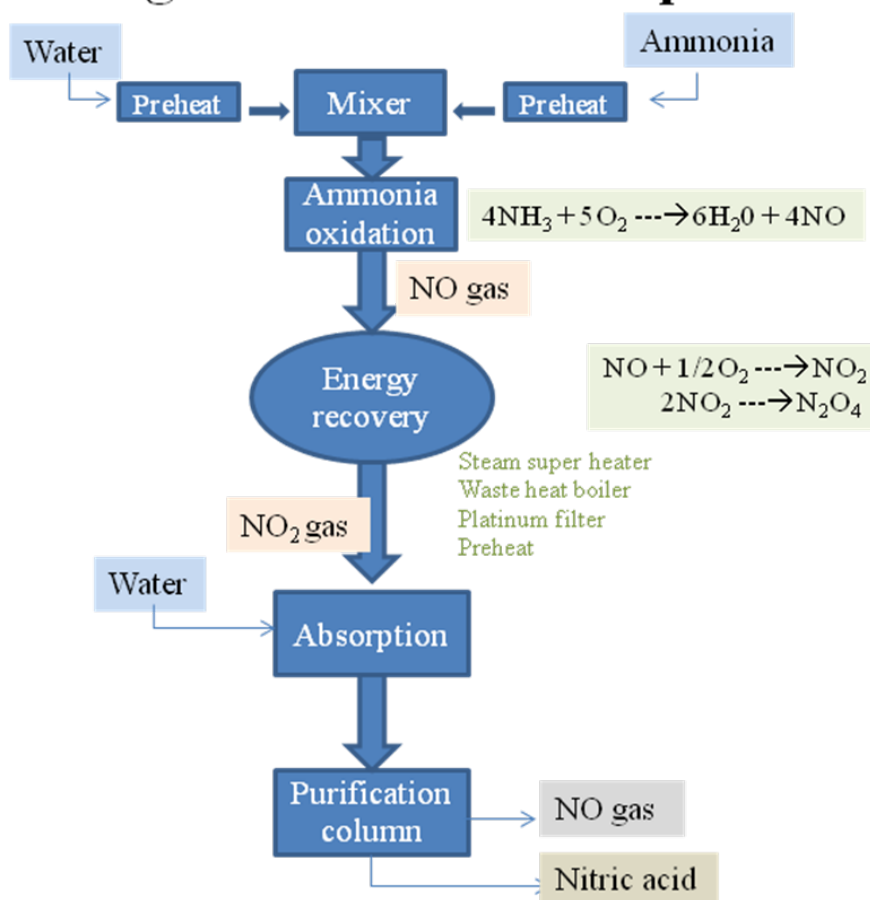 Water
Ammonia
Preheat
Mixer
Preheat
Ammonia
oxidation
4NH₃ + 5O₂ ---→6H₂0 + 4NO
NO gas
NO + 1/2O₂ ---→NO₂
2NO₂ ---→N₂O₄
Energy
recovery
Steam super heater
Waste heat boiler
Platinum filter
Preheat
NO₂ gas
Water
Absorption
Purification
column
NO gas
Nitric acid